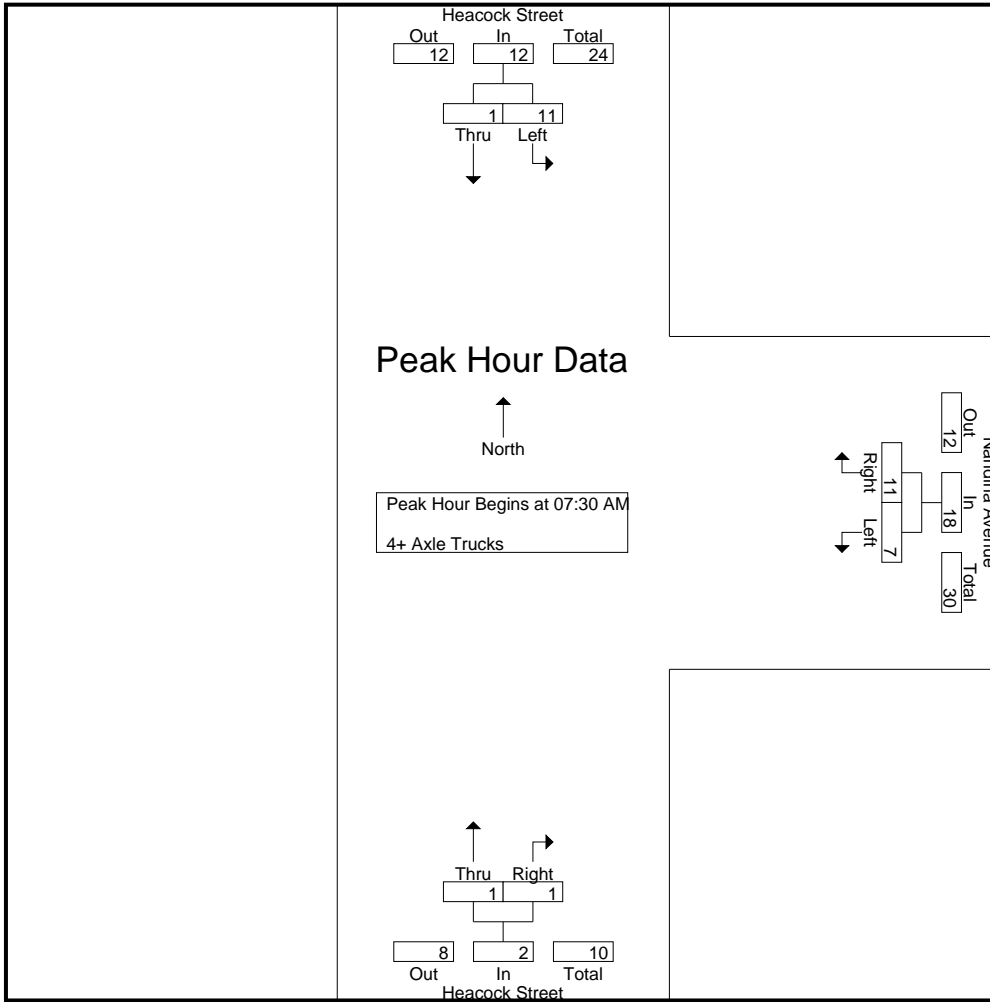 Heacock Street
Out In Total
12 12 24
1 11
Thru Left
Peak Hour Data
North
Peak Hour Begins at 07:30 AM
4+ Axle Trucks
Nandina Avenue
Out In Total
12 18 30
Right Left
11 7
Thru Right
1 1
8 2 10
Out In Total
Heacock Street